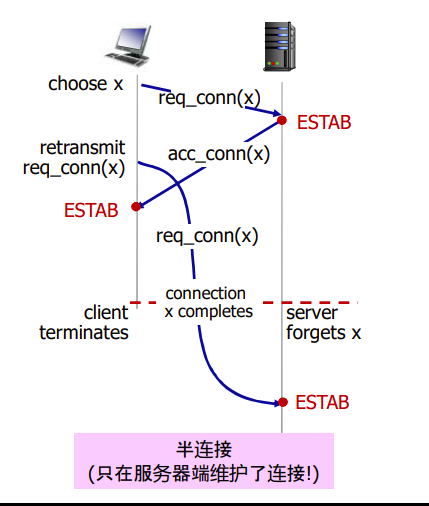 choose x
req_conn(x)
ESTAB
retransmit
req_conn(x)
acc_conn(x)
ESTAB
req_conn(x)
connection
x completes
client
terminates
server
forgets x
ESTAB
半连接
(只在服务器端维护了连接!)